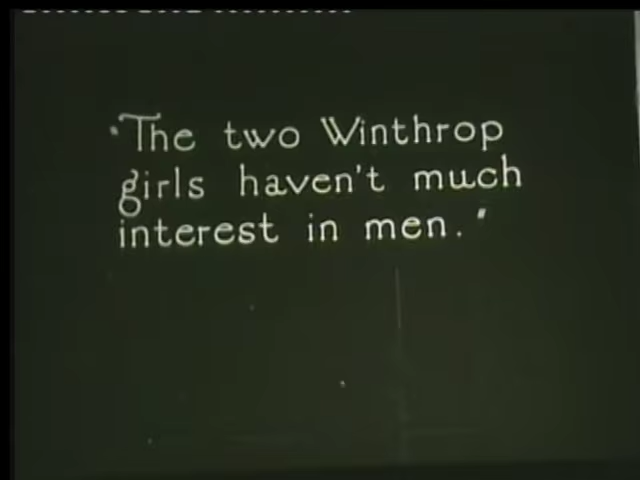 "The two Winthrop
girls haven't much
interest in men."